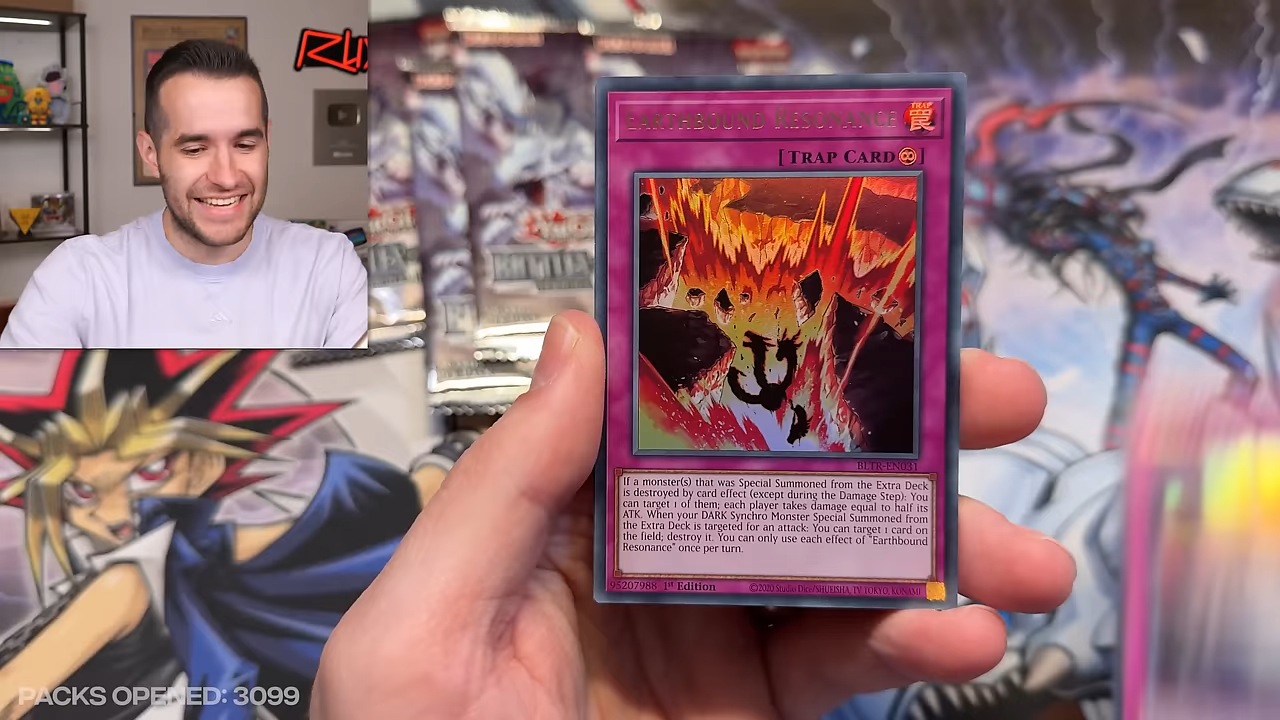 EARTHBOUND RESONANCE
TRAP
罠
[TRAP CARD]
BLTR-EN031
If a monster(s) that was Special Summoned from the Extra Deck
is destroyed by card effect (except during the Damage Step): You
can target 1 of them; each player takes damage equal to half its
ATK. When your DARK Synchro Monster Special Summoned from
the Extra Deck is targeted for an attack: You can target 1 card on
the field; destroy it. You can only use each effect of "Earthbound
Resonance" once per turn.
95207988 1st Edition ©2020 Studio Dice/SHUEISHA, TV TOKYO, KONAMI
PACKS OPENED: 3099